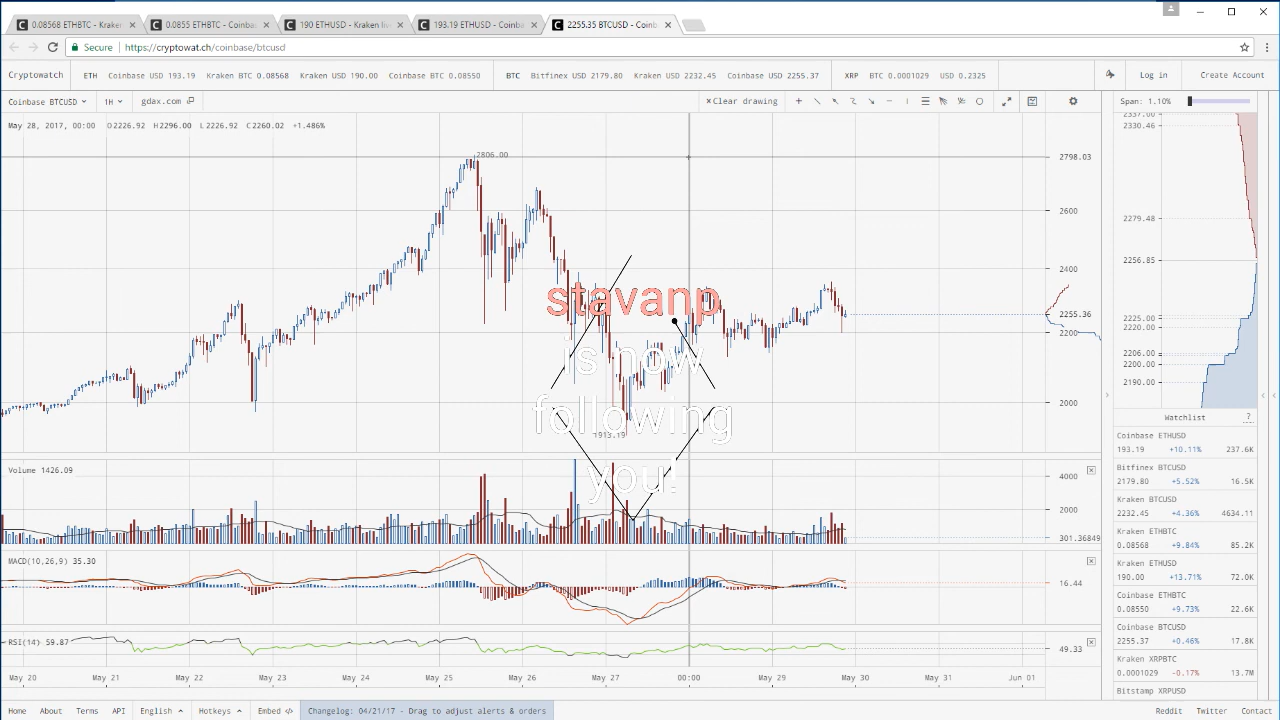 0.08568 ETHBTC - Kraken
0.0855 ETHBTC - Coinba
190 ETHUSD - Kraken li
193.19 ETHUSD - Coinba
2255.35 BTCUSD - Coinb
Secure
https://cryptowat.ch/coinbase/btcusd
Cryptowatch ETH Coinbase USD 193.19 Kraken BTC 0.08568 Kraken USD 190.00 Coinbase BTC 0.08550 BTC Bitfinex USD 2179.80 Kraken USD 2232.45 Coinbase USD 2255.37 XRP BTC 0.0001029 USD 0.2325 Log in Create Account
Coinbase BTCUSD 1H gdax.com ×Clear drawing Span: 1.10%
May 28, 2017, 00:00 O2226.92 H2296.00 L2226.92 C2260.02 +1.486%
2806.00
1913.19
2798.03
2600
2400
2255.36
2200
2000
stavanp
is now
following
you!
Volume 1426.09
4000
2000
301.36849
MACD(10,26,9) 35.30
16.44
RSI(14) 59.87
49.33
May 20 May 21 May 22 May 23 May 24 May 25 May 26 May 27 00:00 May 29 May 30 May 31 Jun 01
2337.00
2330.46
2279.48
2256.85
2225.00
2220.00
2206.00
2200.00
2190.00
Watchlist ?
Coinbase ETHUSD
193.19 +10.11% 237.6K
Bitfinex BTCUSD
2179.80 +5.52% 16.5K
Kraken BTCUSD
2232.45 +4.36% 4634.11
Kraken ETHBTC
0.08568 +9.84% 85.2K
Kraken ETHUSD
190.00 +13.71% 72.0K
Coinbase ETHBTC
0.08550 +9.73% 22.6K
Coinbase BTCUSD
2255.37 +0.46% 17.8K
Kraken XRPBTC
0.0001029 -0.17% 13.7M
Bitstamp XRPUSD
Home About Terms API English Hotkeys Embed </> Changelog: 04/21/17 - Drag to adjust alerts & orders Reddit Twitter Contact